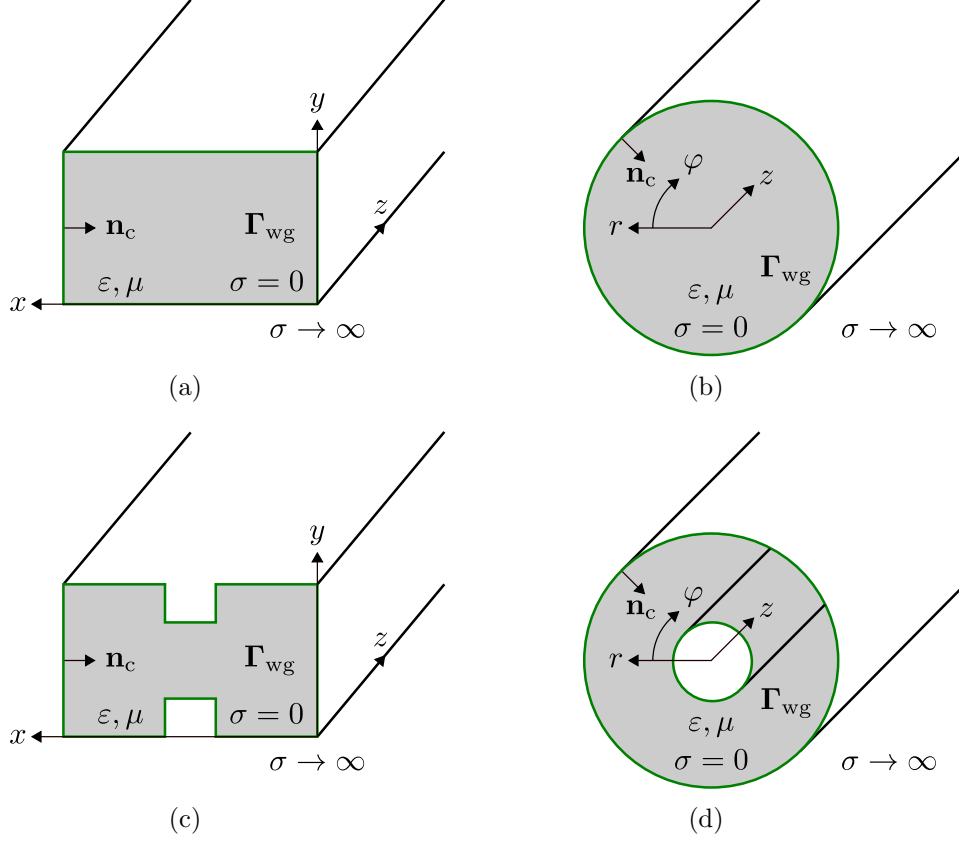 y
z
n_c
Γ_wg
ε, μ
σ = 0
x
σ → ∞
(a)
φ
z
n_c
r
Γ_wg
ε, μ
σ = 0
σ → ∞
(b)
y
z
n_c
Γ_wg
ε, μ
σ = 0
x
σ → ∞
(c)
φ
z
n_c
r
Γ_wg
ε, μ
σ = 0
σ → ∞
(d)